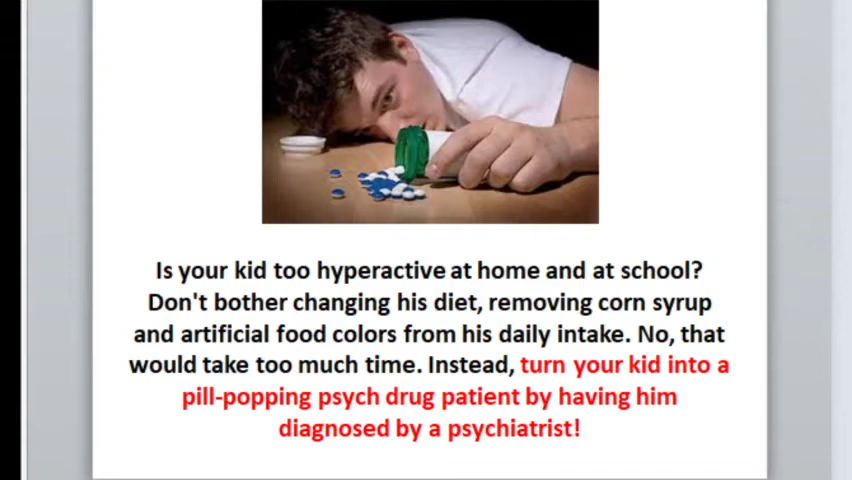 Is your kid too hyperactive at home and at school?
Don't bother changing his diet, removing corn syrup
and artificial food colors from his daily intake. No, that
would take too much time. Instead, turn your kid into a
pill-popping psych drug patient by having him
diagnosed by a psychiatrist!